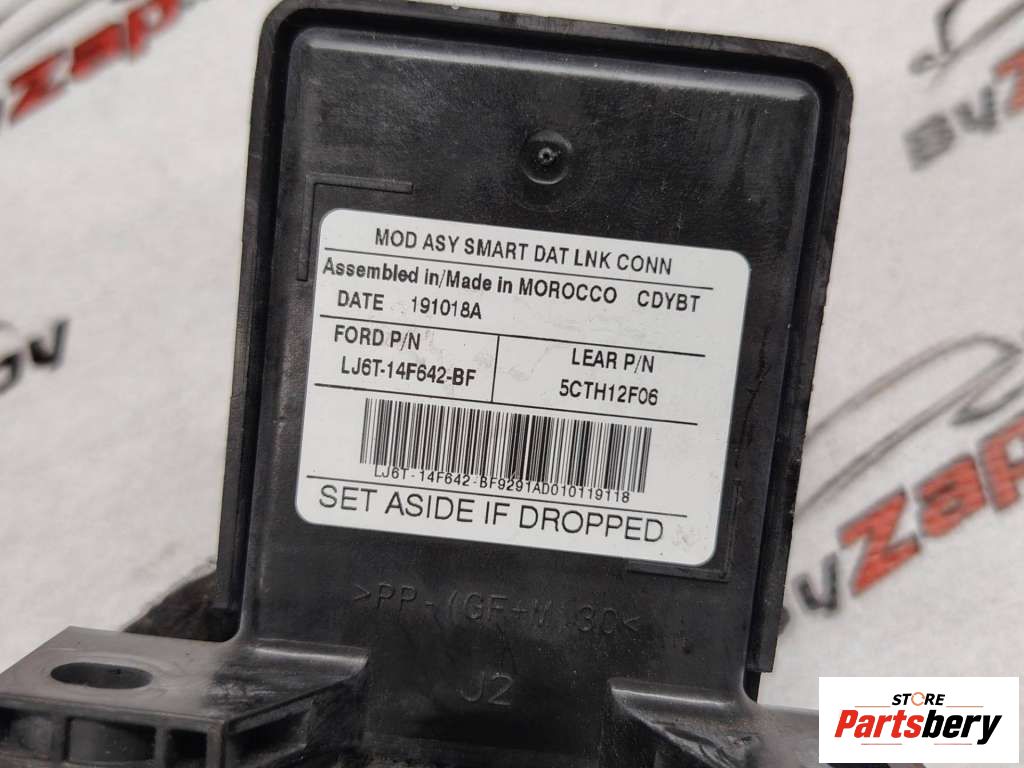 MOD ASY SMART DAT LNK CONN
Assembled in/Made in MOROCCO CDYBT
DATE 191018A
FORD P/N
LJ6T-14F642-BF
LEAR P/N
5CTH12F06
LJ6T-14F642-BF9291AD010119118
SET ASIDE IF DROPPED
J2
STORE
Partsbery